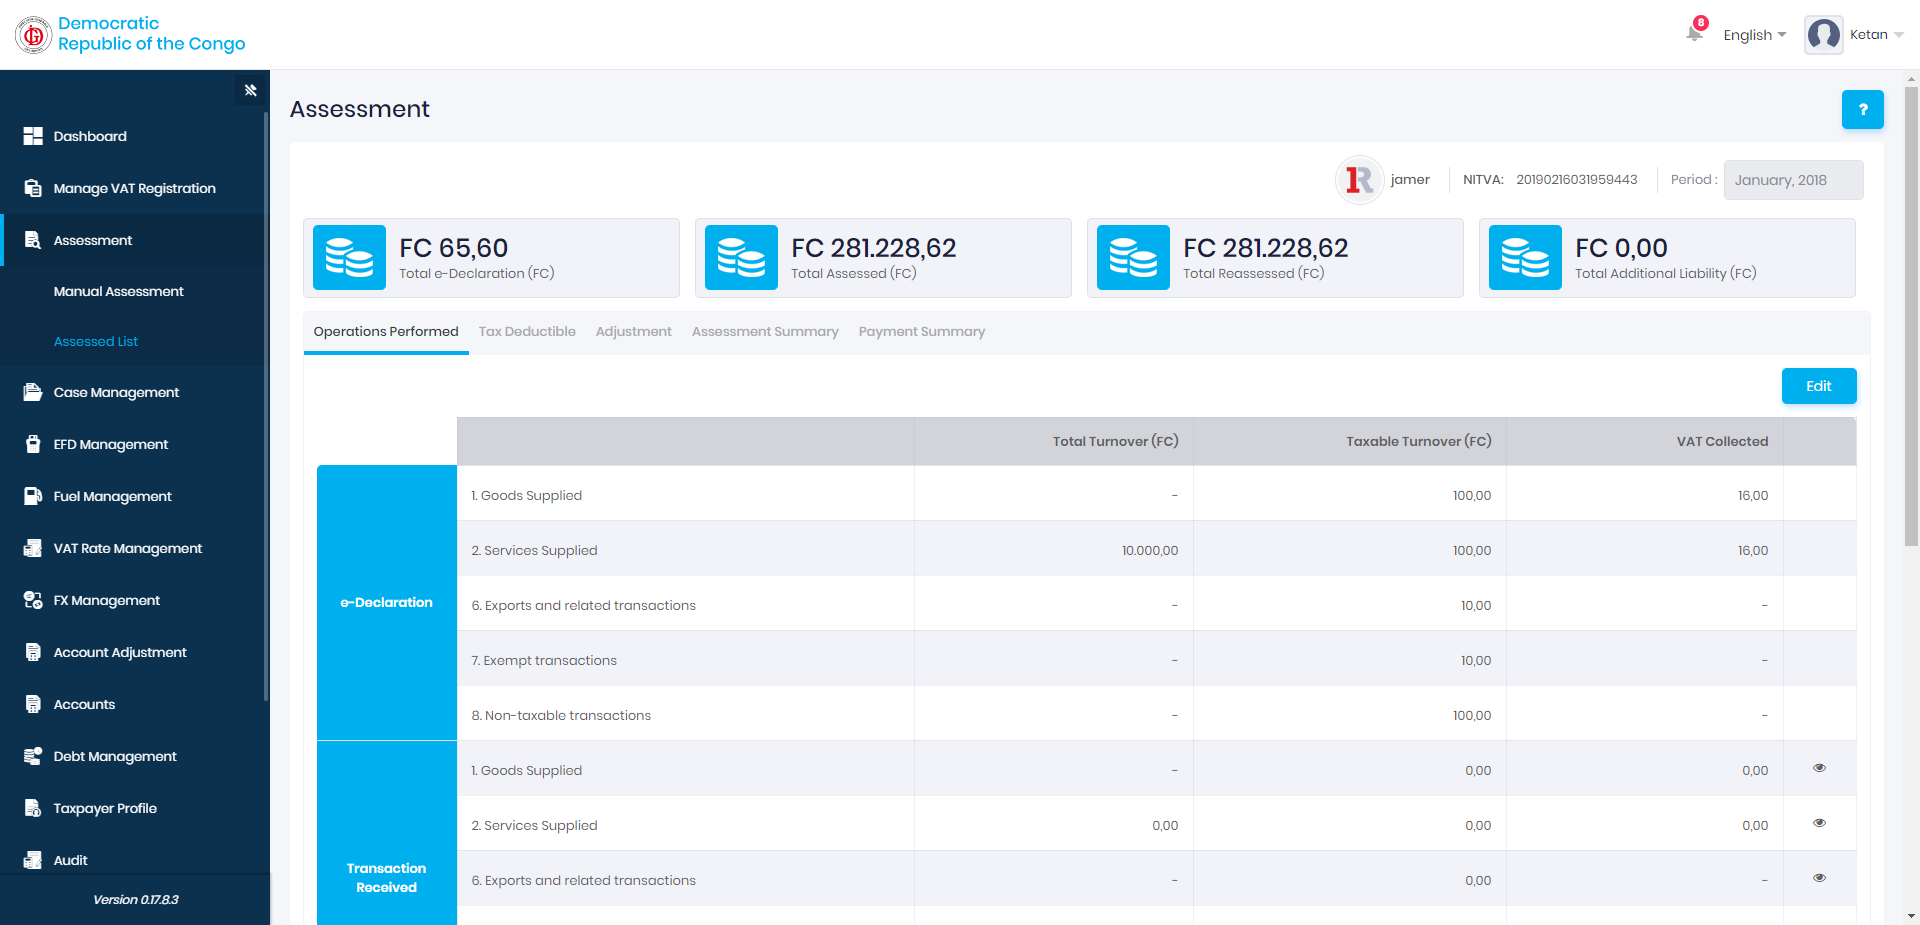 Democratic
Republic of the Congo
8
English
Ketan
Dashboard
Manage VAT Registration
Assessment
Manual Assessment
Assessed List
Case Management
EFD Management
Fuel Management
VAT Rate Management
FX Management
Account Adjustment
Accounts
Debt Management
Taxpayer Profile
Audit
Version 0.17.8.3
Assessment
?
jamer
NITVA: 20190216031959443
Period : January, 2018
FC 65,60
Total e-Declaration (FC)
FC 281.228,62
Total Assessed (FC)
FC 281.228,62
Total Reassessed (FC)
FC 0,00
Total Additional Liability (FC)
Operations Performed Tax Deductible Adjustment Assessment Summary Payment Summary
Edit
Total Turnover (FC) Taxable Turnover (FC) VAT Collected
e-Declaration
1. Goods Supplied - 100,00 16,00
2. Services Supplied 10.000,00 100,00 16,00
6. Exports and related transactions - 10,00 -
7. Exempt transactions - 10,00 -
8. Non-taxable transactions - 100,00 -
Transaction
Received
1. Goods Supplied - 0,00 0,00
2. Services Supplied 0,00 0,00 0,00
6. Exports and related transactions - 0,00 -